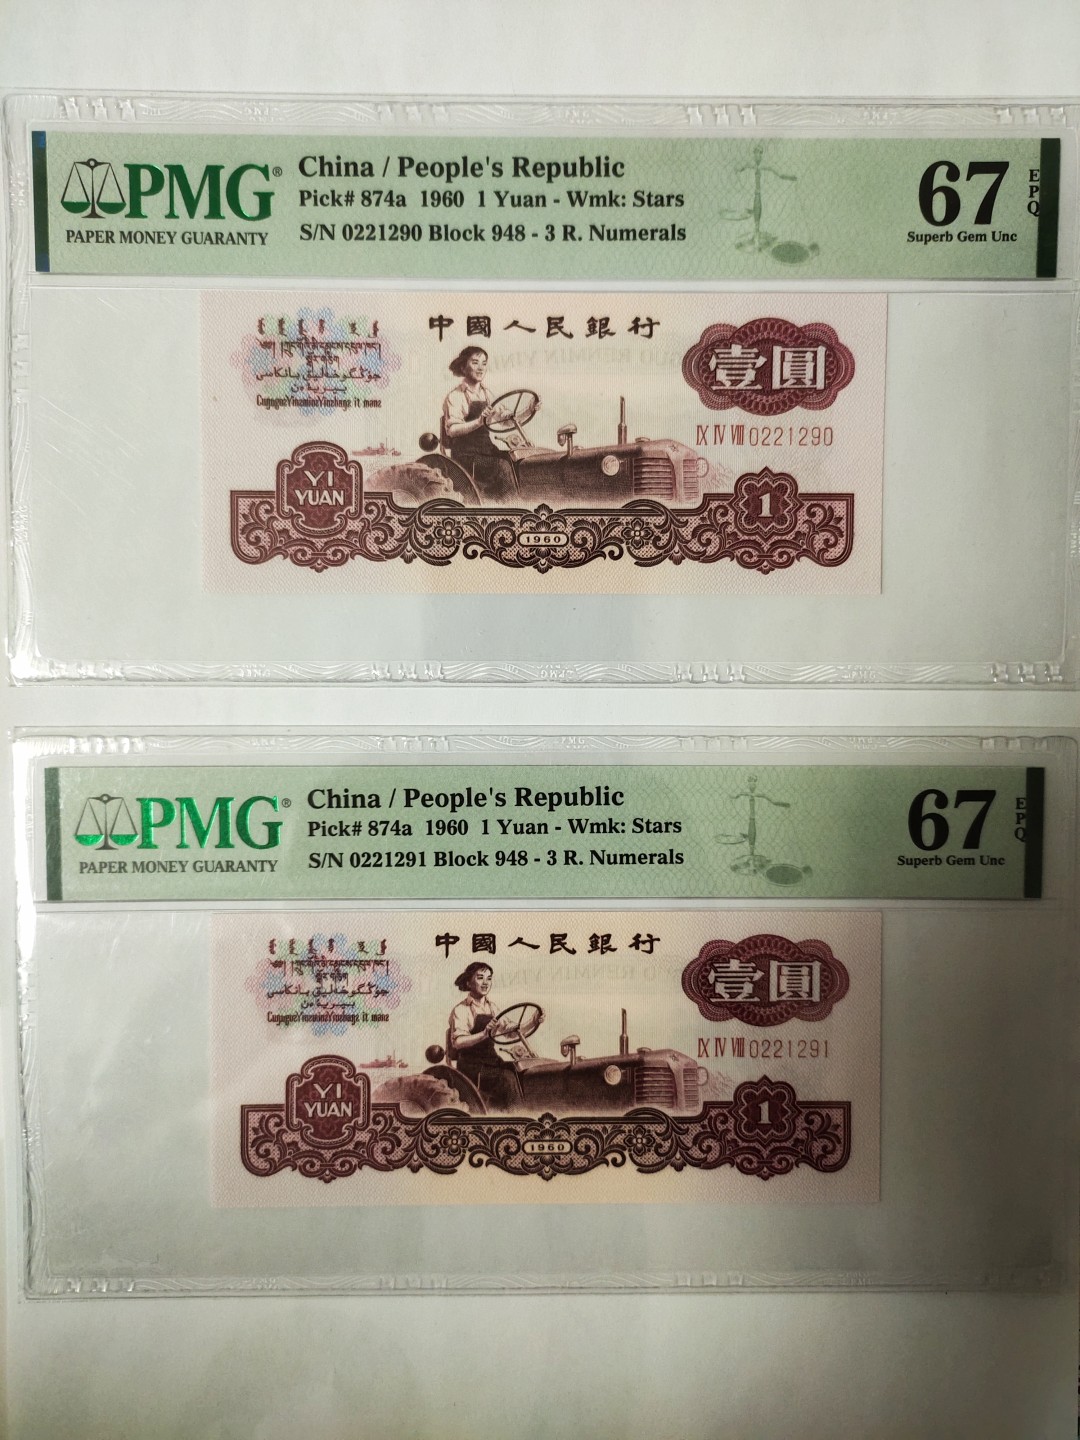 PMG®
PAPER MONEY GUARANTY
China / People's Republic
Pick# 874a 1960 1 Yuan - Wmk: Stars
S/N 0221290 Block 948 - 3 R. Numerals
67
EPQ
Superb Gem Unc
中國人民銀行
壹圓
IX IV VIII 0221290
YI
YUAN
1960
1
PMG®
PAPER MONEY GUARANTY
China / People's Republic
Pick# 874a 1960 1 Yuan - Wmk: Stars
S/N 0221291 Block 948 - 3 R. Numerals
67
EPQ
Superb Gem Unc
中國人民銀行
壹圓
IX IV VIII 0221291
YI
YUAN
1960
1